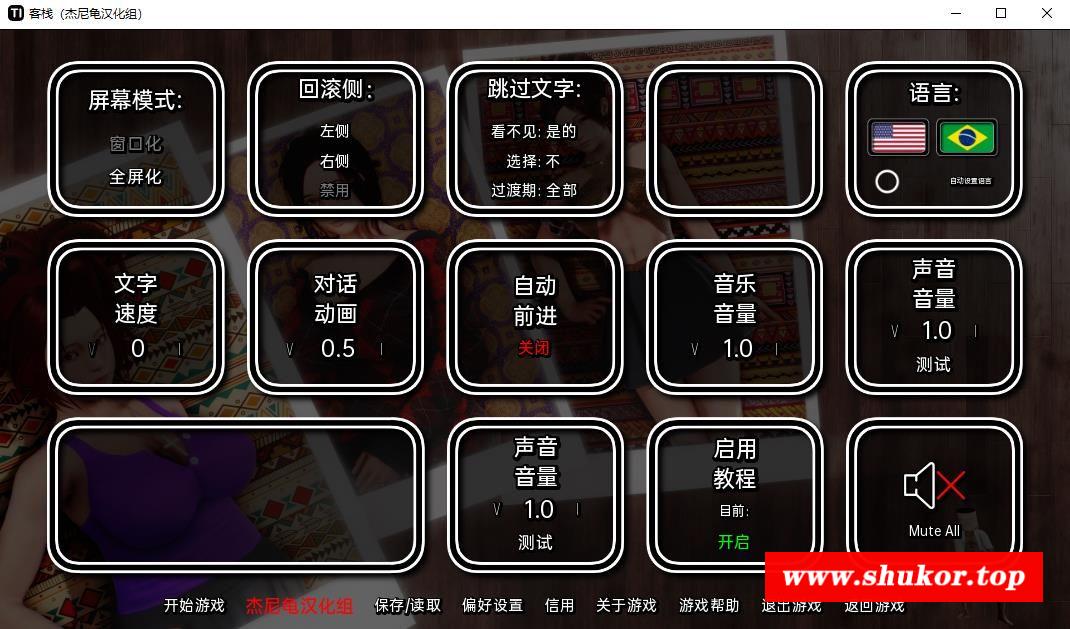 TI 客栈（杰尼龟汉化组）
屏幕模式:
窗口化
全屏化
回滚侧:
左侧
右侧
禁用
跳过文字:
看不见: 是的
选择: 不
过渡期: 全部
语言:
自动设置语言
文字
速度
V 0 |
对话
动画
V 0.5 |
自动
前进
关闭
音乐
音量
V 1.0 |
声音
音量
V 1.0 |
测试
声音
音量
V 1.0 |
测试
启用
教程
目前:
开启
Mute All
www.shukor.top
开始游戏 杰尼龟汉化组 保存/读取 偏好设置 信用 关于游戏 游戏帮助 退出游戏 返回游戏